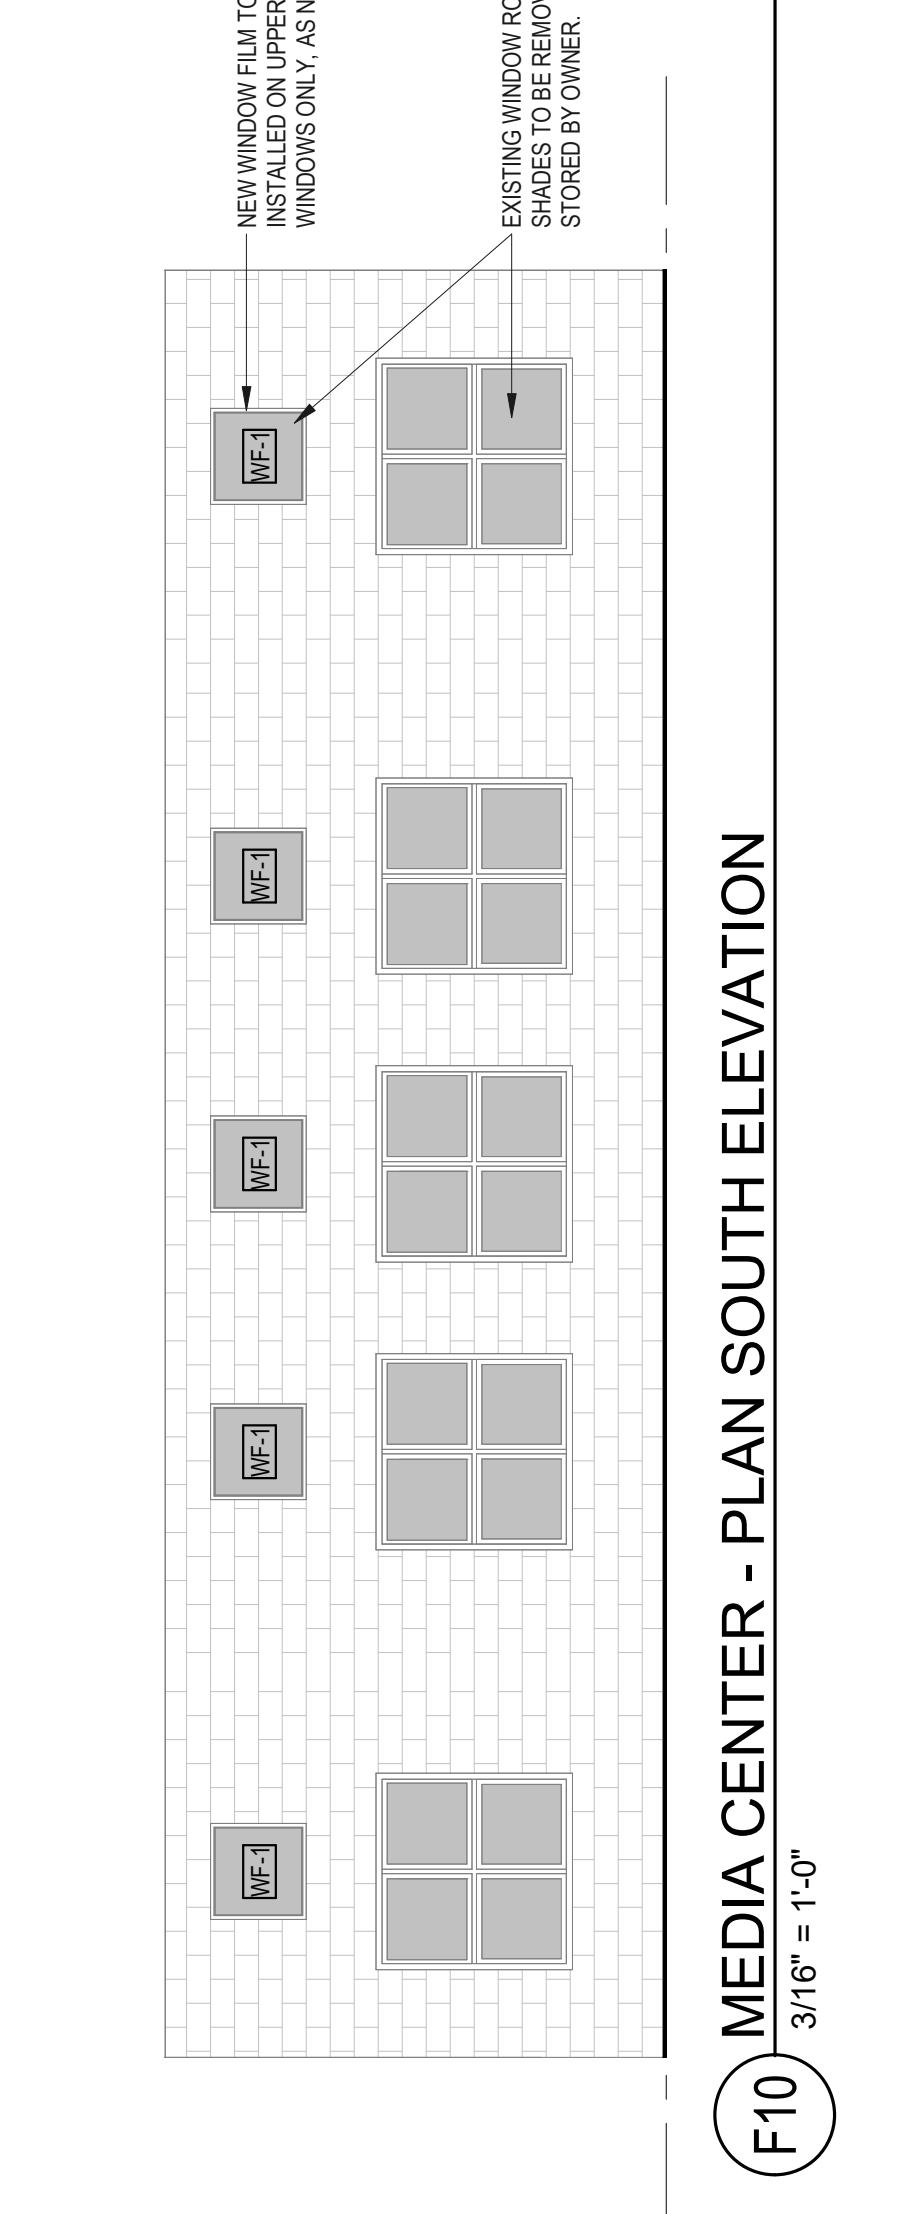 NEW WINDOW FILM TO
INSTALLED ON UPPER
WINDOWS ONLY, AS N
EXISTING WINDOW RO
SHADES TO BE REMOV
STORED BY OWNER.
WF-1
WF-1
WF-1
WF-1
WF-1
F10
MEDIA CENTER - PLAN SOUTH ELEVATION
3/16" = 1'-0"